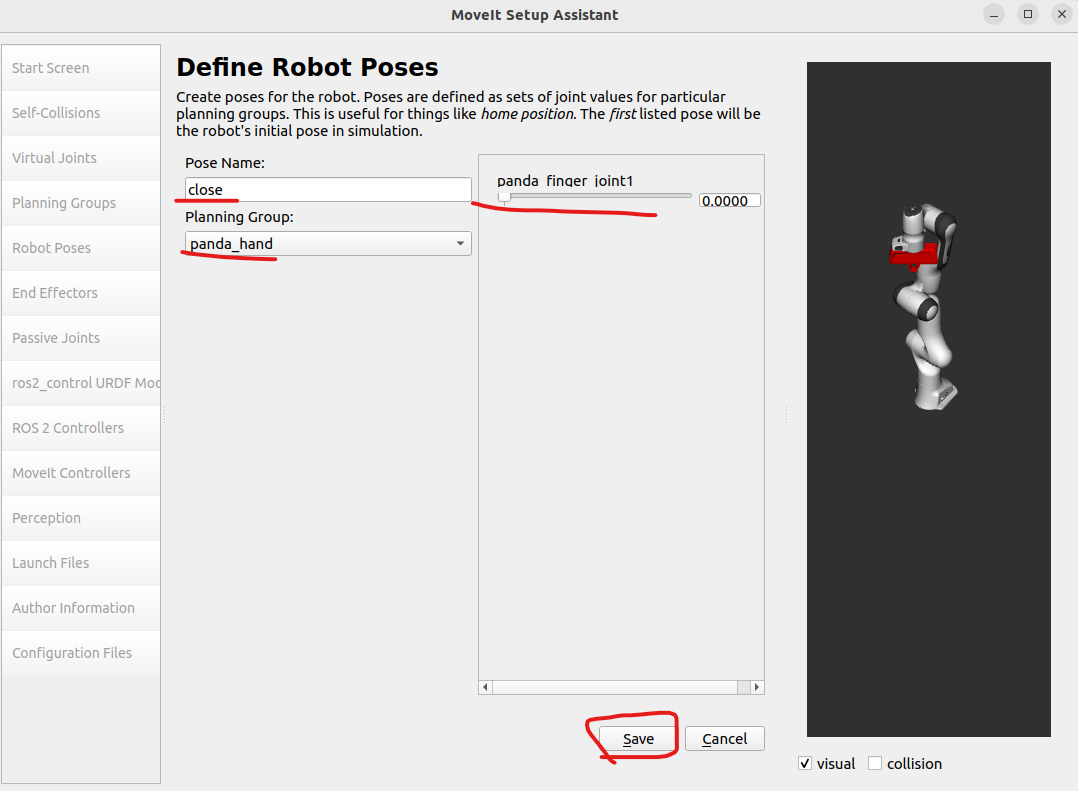 MoveIt Setup Assistant
Start Screen
Self-Collisions
Virtual Joints
Planning Groups
Robot Poses
End Effectors
Passive Joints
ros2_control URDF Moc
ROS 2 Controllers
MoveIt Controllers
Perception
Launch Files
Author Information
Configuration Files
Define Robot Poses
Create poses for the robot. Poses are defined as sets of joint values for particular
planning groups. This is useful for things like home position. The first listed pose will be
the robot's initial pose in simulation.
Pose Name:
close
Planning Group:
panda_hand
panda_finger_joint1
0.0000
Save
Cancel
visual
collision